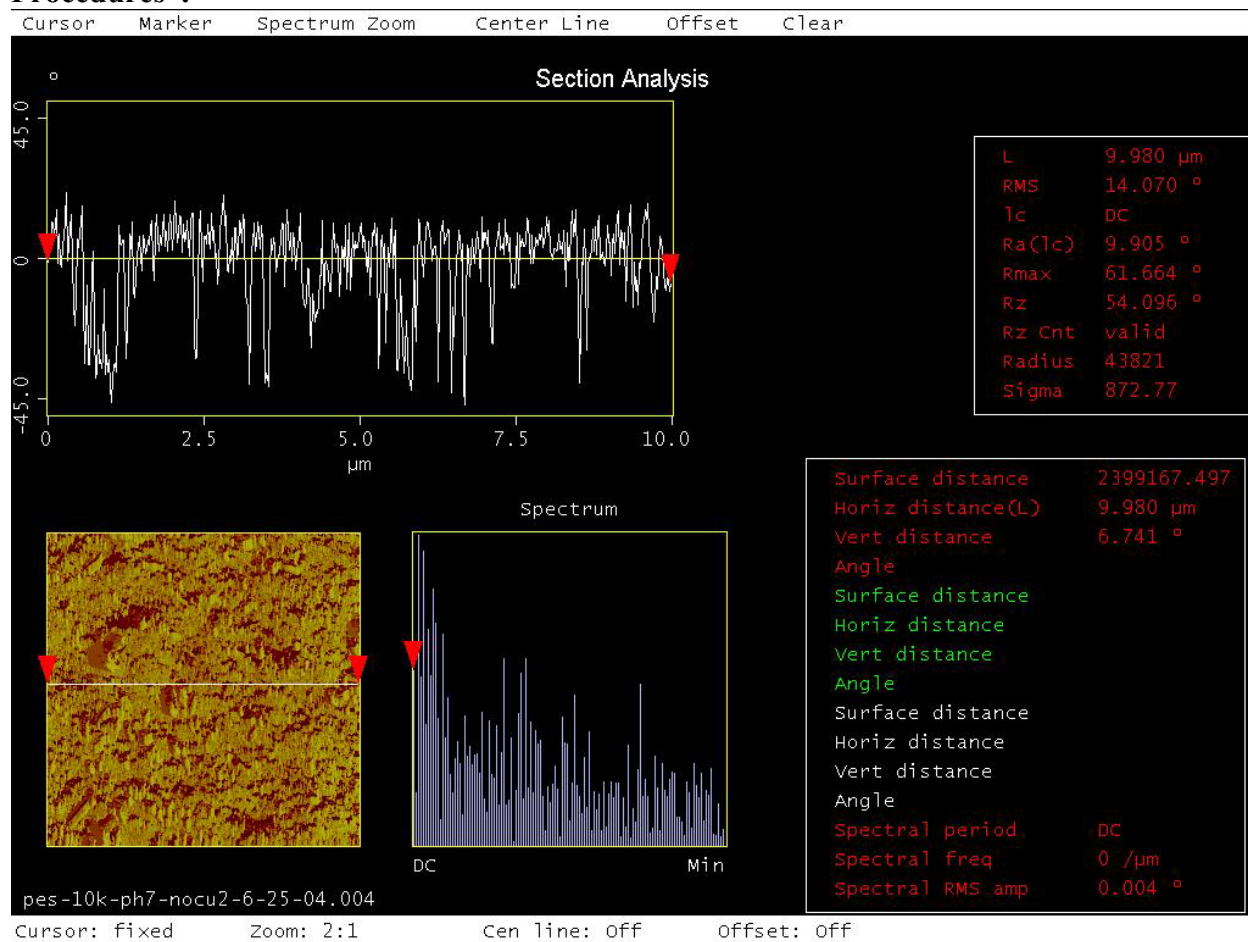 Procedures".
Cursor Marker Spectrum Zoom Center Line Offset Clear
°
Section Analysis
45.0
0
-45.0
0 2.5 5.0 7.5 10.0
µm
L 9.980 µm
RMS 14.070 °
lc DC
Ra(lc) 9.905 °
Rmax 61.664 °
Rz 54.096 °
Rz Cnt valid
Radius 43821
Sigma 872.77
Spectrum
DC Min
Surface distance 2399167.497
Horiz distance(L) 9.980 µm
Vert distance 6.741 °
Angle
Surface distance
Horiz distance
Vert distance
Angle
Surface distance
Horiz distance
Vert distance
Angle
Spectral period DC
Spectral freq 0 /µm
Spectral RMS amp 0.004 °
pes-10k-ph7-nocu2-6-25-04.004
Cursor: fixed Zoom: 2:1 Cen line: Off Offset: Off